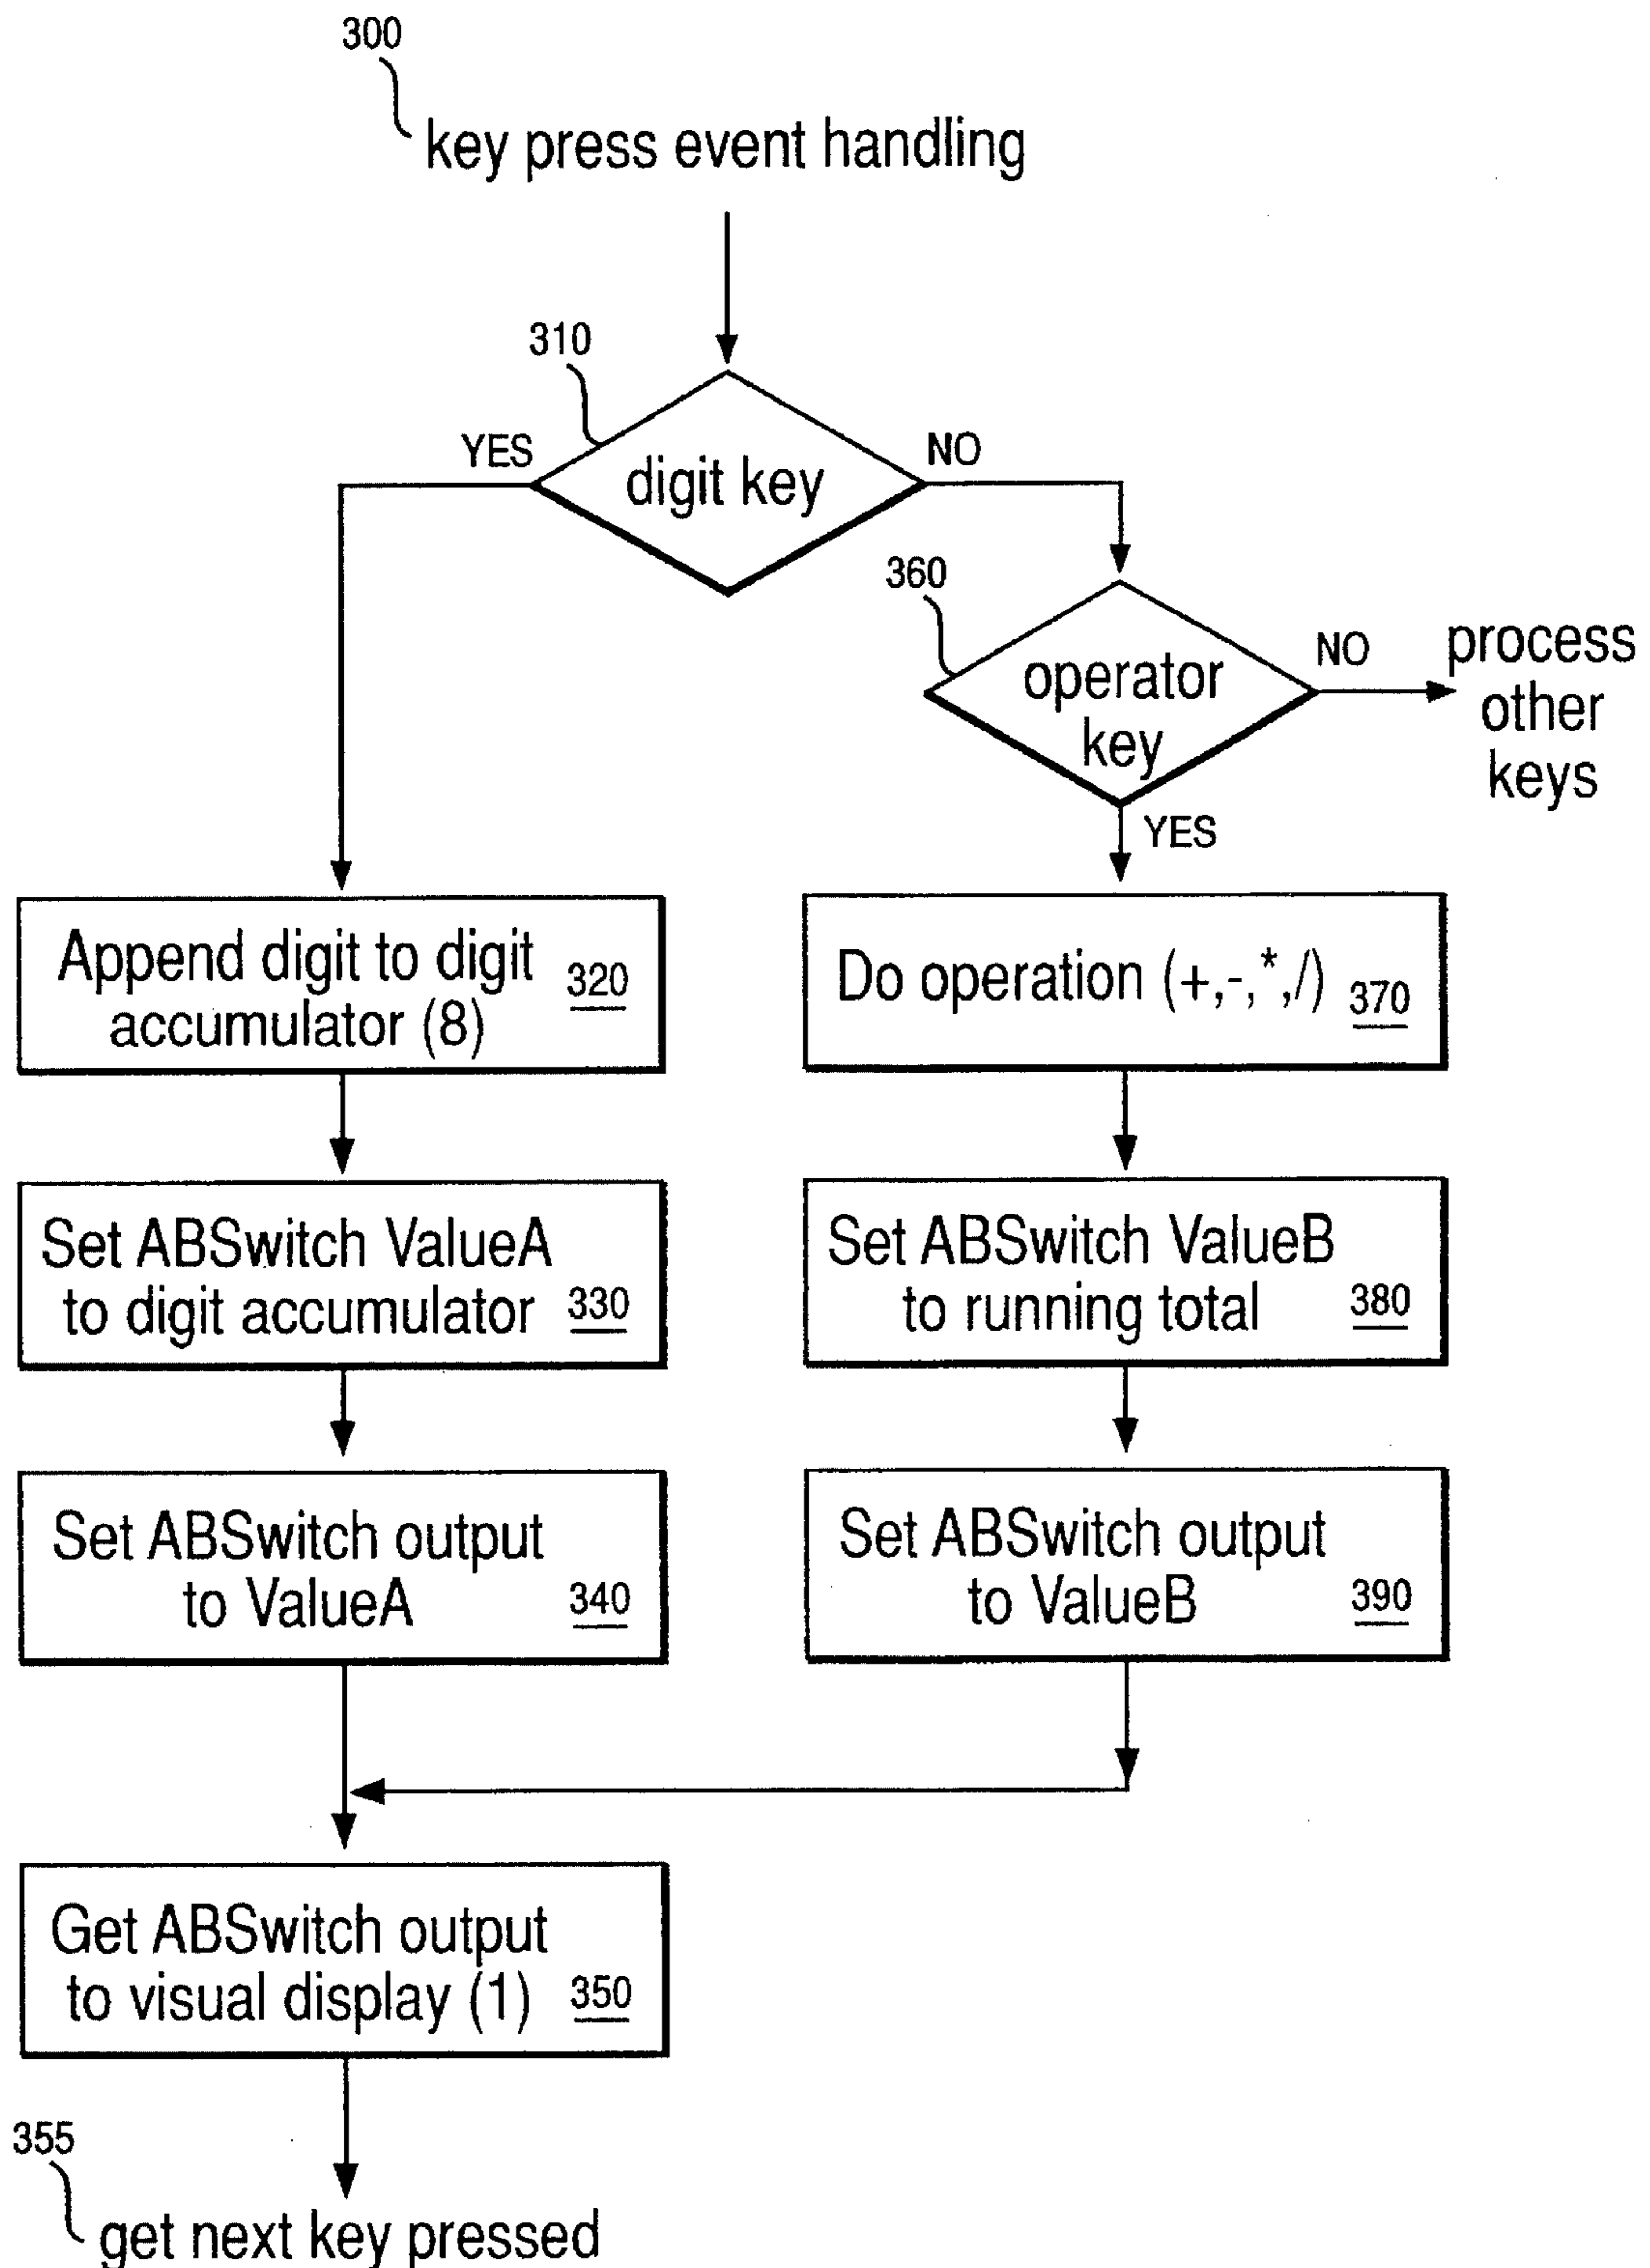 300
key press event handling
310
YES
NO
digit key
360
operator
key
NO
process
other
keys
YES
Append digit to digit
accumulator (8)
320
Do operation (+,-,*,/)
370
Set ABSwitch ValueA
to digit accumulator
330
Set ABSwitch ValueB
to running total
380
Set ABSwitch output
to ValueA
340
Set ABSwitch output
to ValueB
390
Get ABSwitch output
to visual display (1)
350
355
get next key pressed